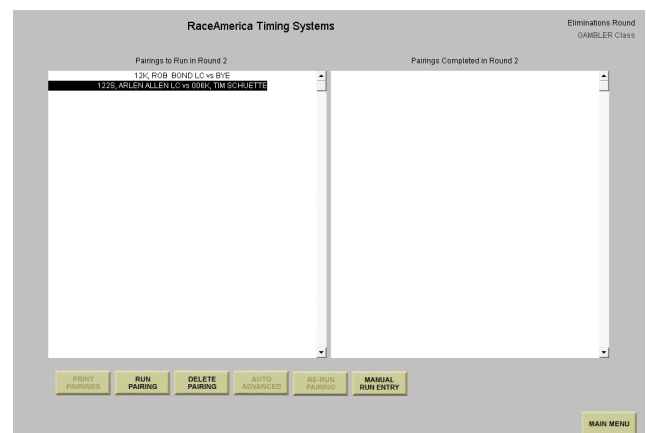 RaceAmerica Timing Systems
Eliminations Round
GAMBLER Class
Pairings to Run in Round 2
Pairings Completed in Round 2
12K, ROB BOND LC vs BYE
122S, ARLEN ALLEN LC vs 006K, TIM SCHUETTE
PRINT
PAIRINGS
RUN
PAIRING
DELETE
PAIRING
AUTO
ADVANCED
RE-RUN
PAIRING
MANUAL
RUN ENTRY
MAIN MENU